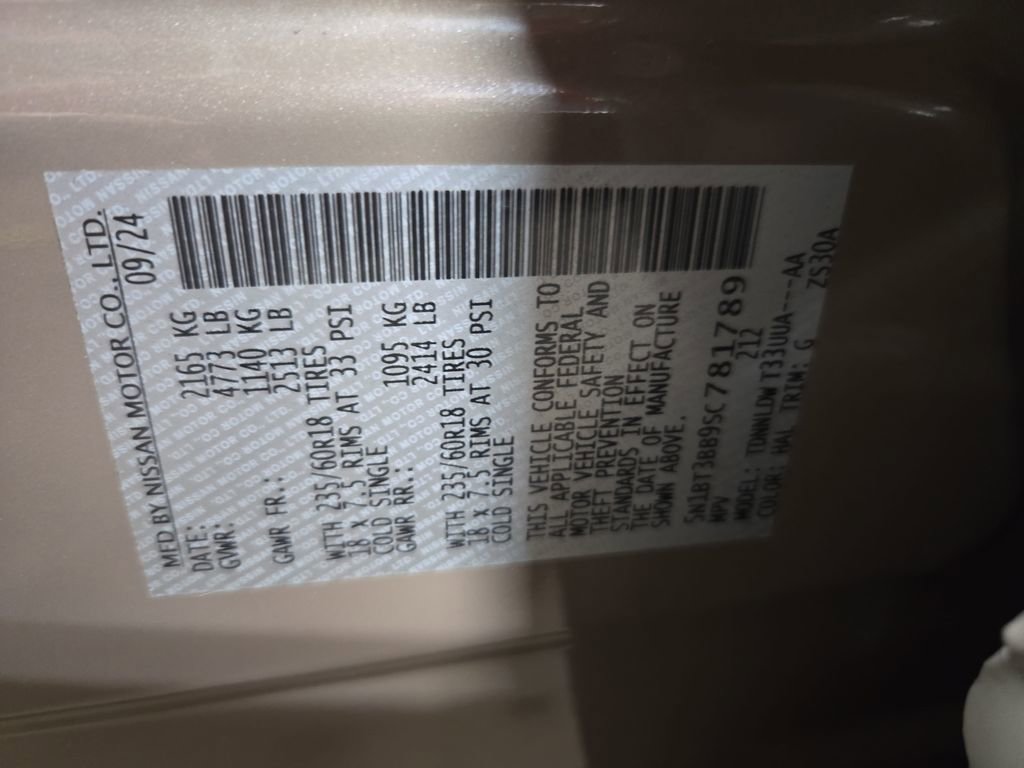 MFD BY NISSAN MOTOR CO., LTD.
DATE: 09/24
GVWR: 2165 KG
4773 LB
GAWR FR.: 1140 KG
2513 LB
WITH 235/60R18 TIRES
18 x 7.5 RIMS AT 33 PSI
COLD SINGLE
GAWR RR.: 1095 KG
2414 LB
WITH 235/60R18 TIRES
18 x 7.5 RIMS AT 30 PSI
COLD SINGLE
THIS VEHICLE CONFORMS TO
ALL APPLICABLE FEDERAL
MOTOR VEHICLE SAFETY AND
THEFT PREVENTION
STANDARDS IN EFFECT ON
THE DATE OF MANUFACTURE
SHOWN ABOVE.
5N1BT3BB9SC781789
MPV 212
MODEL: TDNNLDWT33UUA---AA
COLOR: HAL TRIM: G ZS30A